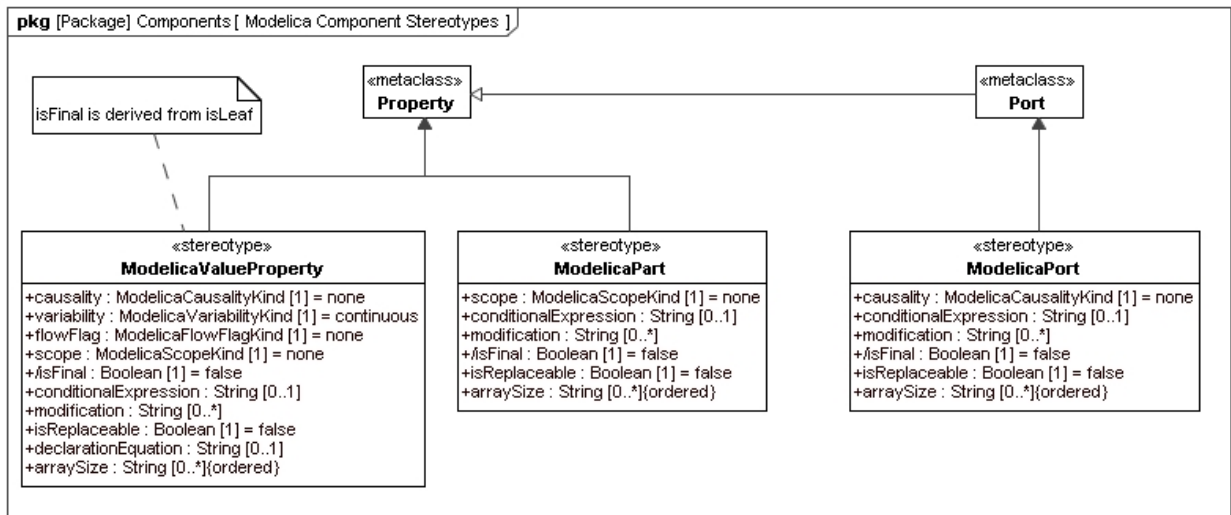 pkg [Package] Components [ Modelica Component Stereotypes ]
isFinal is derived from isLeaf
«metaclass»
Property
«metaclass»
Port
«stereotype»
ModelicaValueProperty
+causality : ModelicaCausalityKind [1] = none
+variability : ModelicaVariabilityKind [1] = continuous
+flowFlag : ModelicaFlowFlagKind [1] = none
+scope : ModelicaScopeKind [1] = none
+/isFinal : Boolean [1] = false
+conditionalExpression : String [0..1]
+modification : String [0..*]
+isReplaceable : Boolean [1] = false
+declarationEquation : String [0..1]
+arraySize : String [0..*]{ordered}
«stereotype»
ModelicaPart
+scope : ModelicaScopeKind [1] = none
+conditionalExpression : String [0..1]
+modification : String [0..*]
+/isFinal : Boolean [1] = false
+isReplaceable : Boolean [1] = false
+arraySize : String [0..*]{ordered}
«stereotype»
ModelicaPort
+causality : ModelicaCausalityKind [1] = none
+conditionalExpression : String [0..1]
+modification : String [0..*]
+/isFinal : Boolean [1] = false
+isReplaceable : Boolean [1] = false
+arraySize : String [0..*]{ordered}